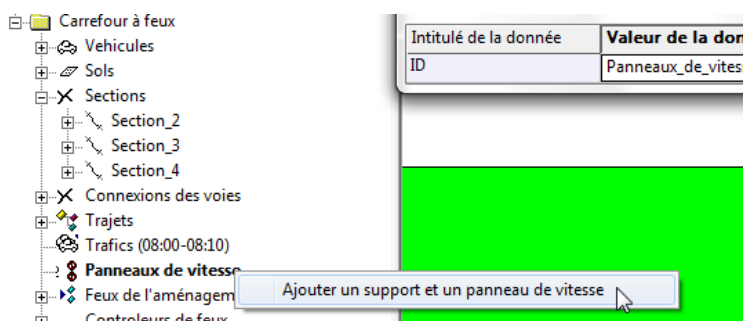 Carrefour à feux
Vehicules
Sols
Sections
Section_2
Section_3
Section_4
Connexions des voies
Trajets
Trafics (08:00-08:10)
Panneaux de vitesse
Feux de l'aménagem
Controleurs de feux
Intitulé de la donnée Valeur de la don
ID Panneaux_de_vites
Ajouter un support et un panneau de vitesse